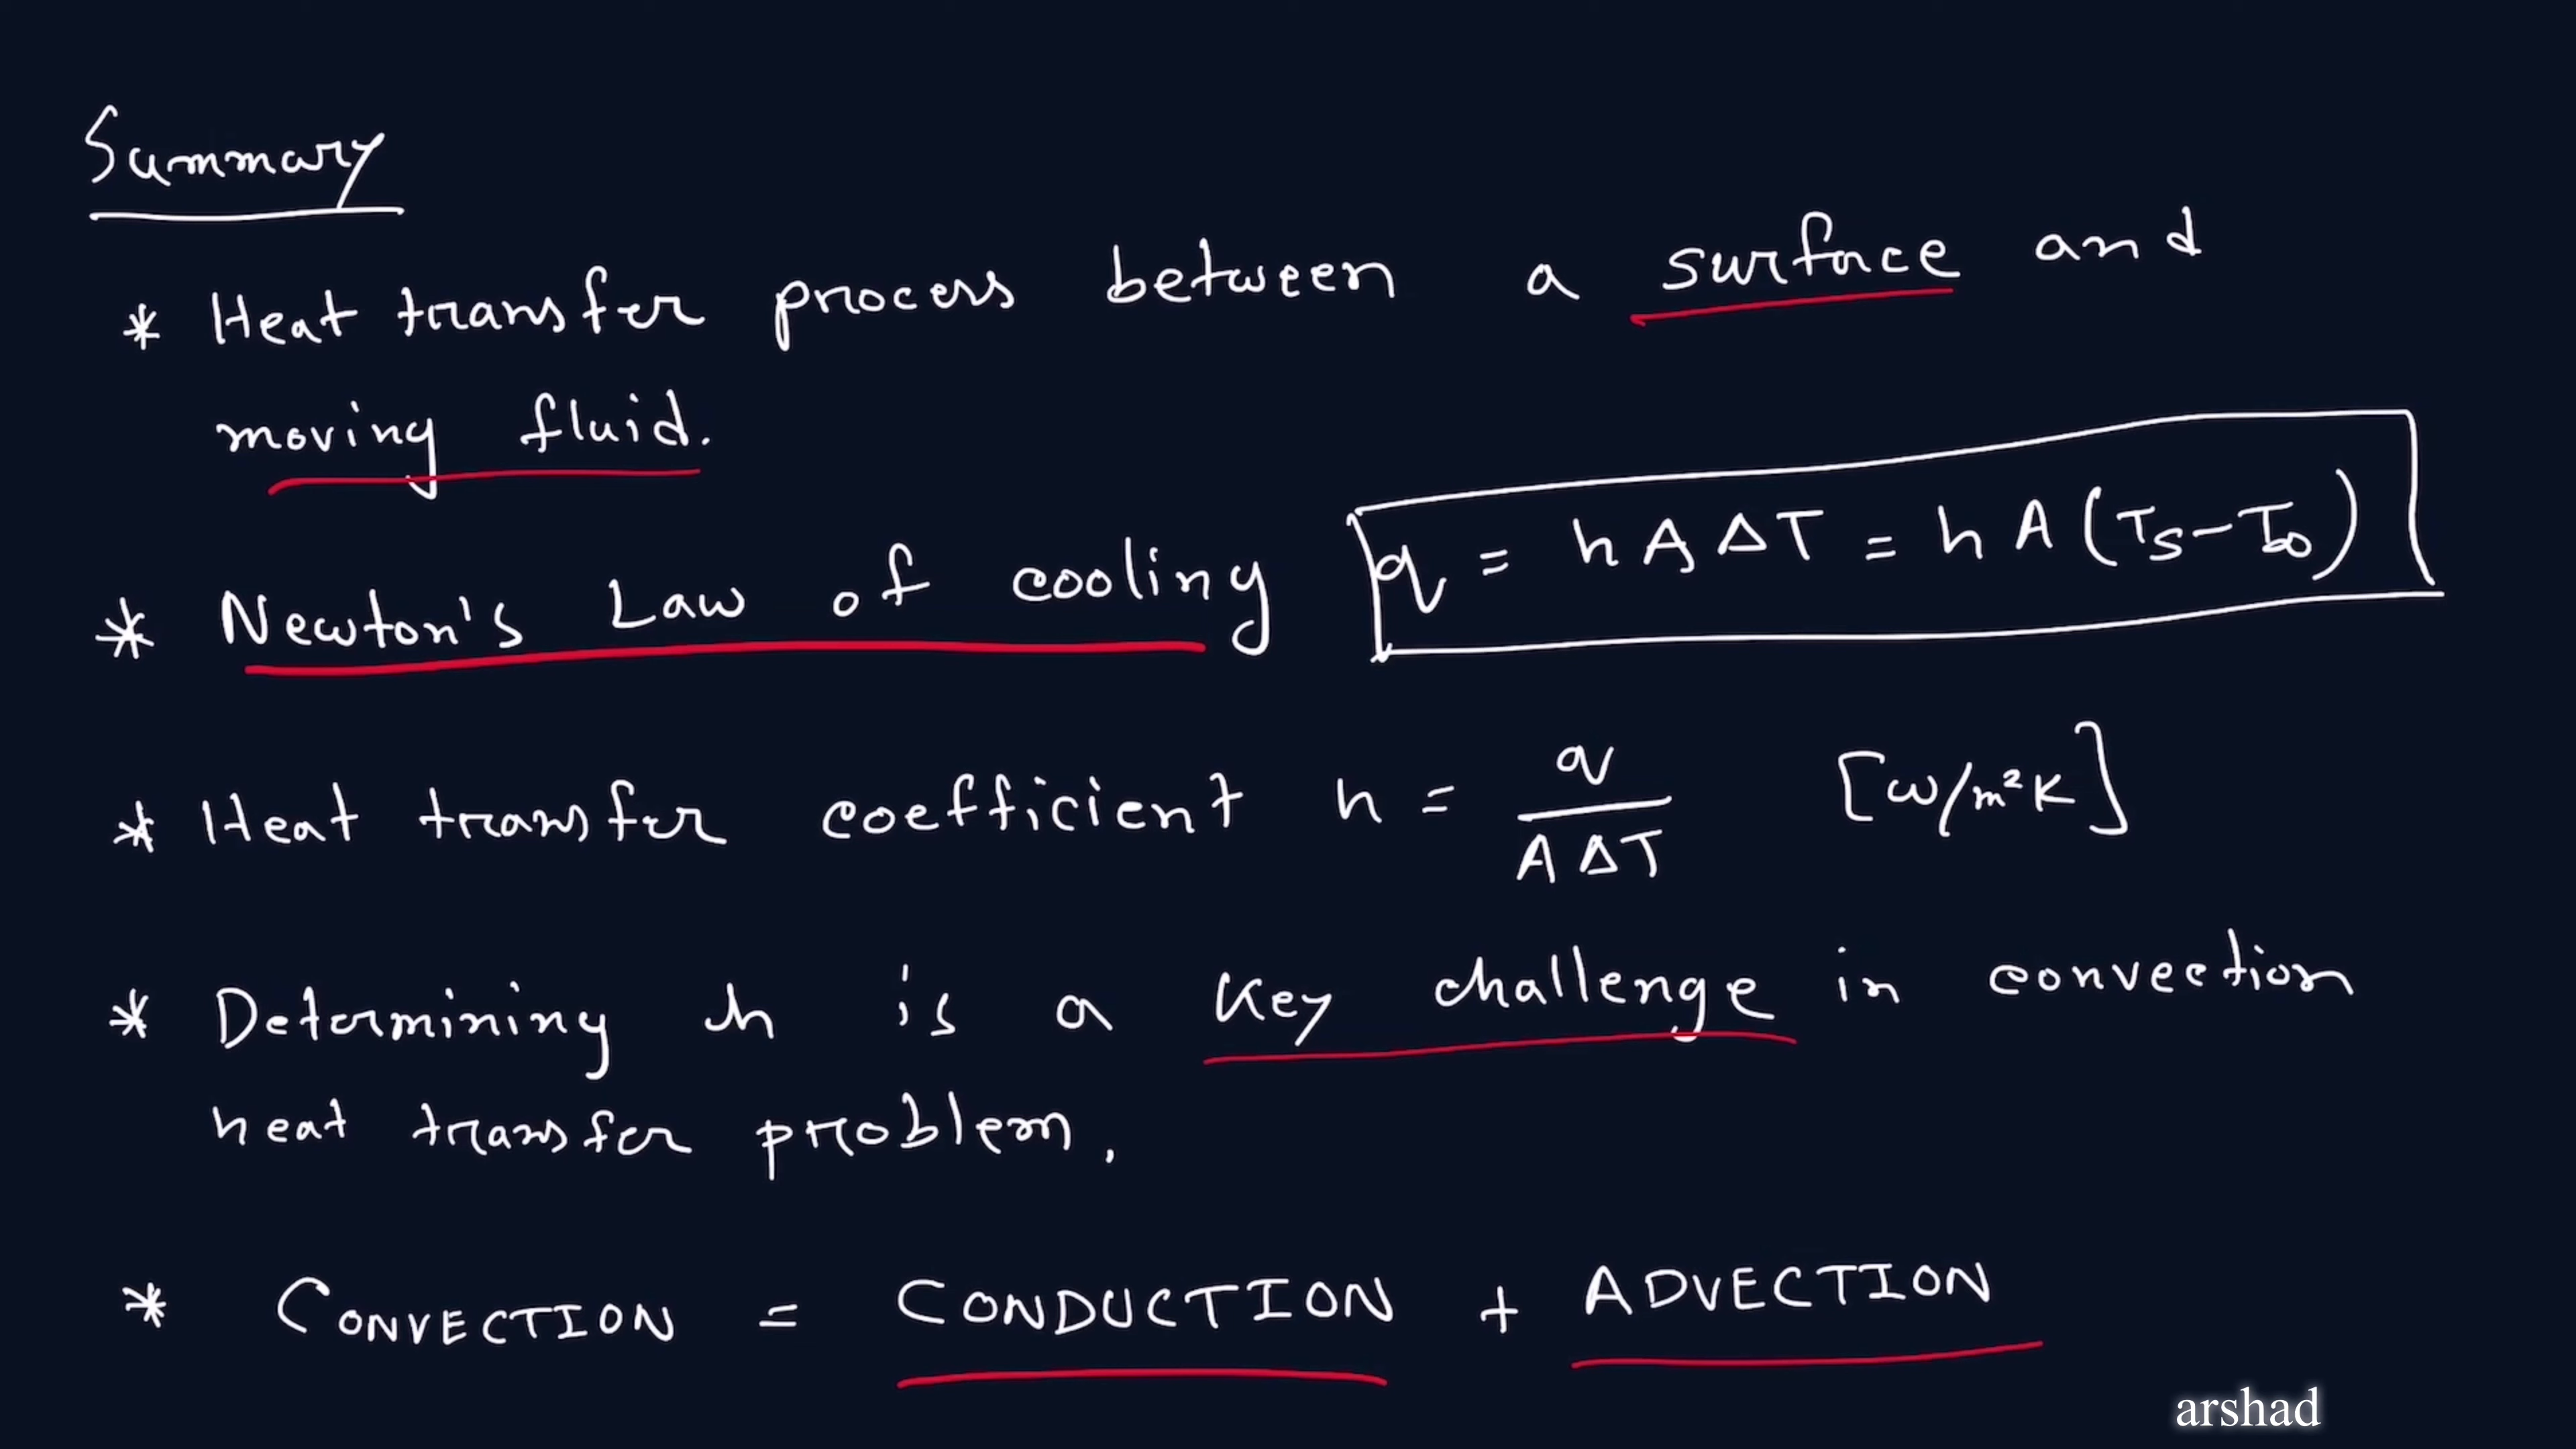 Summary
* Heat transfer process between a surface and
moving fluid.
* Newton's Law of cooling q = hAΔT = hA(Ts-T∞)
* Heat transfer coefficient h = q / AΔT [W/m²K]
* Determining h is a key challenge in convection
heat transfer problem.
* CONVECTION = CONDUCTION + ADVECTION
arshad